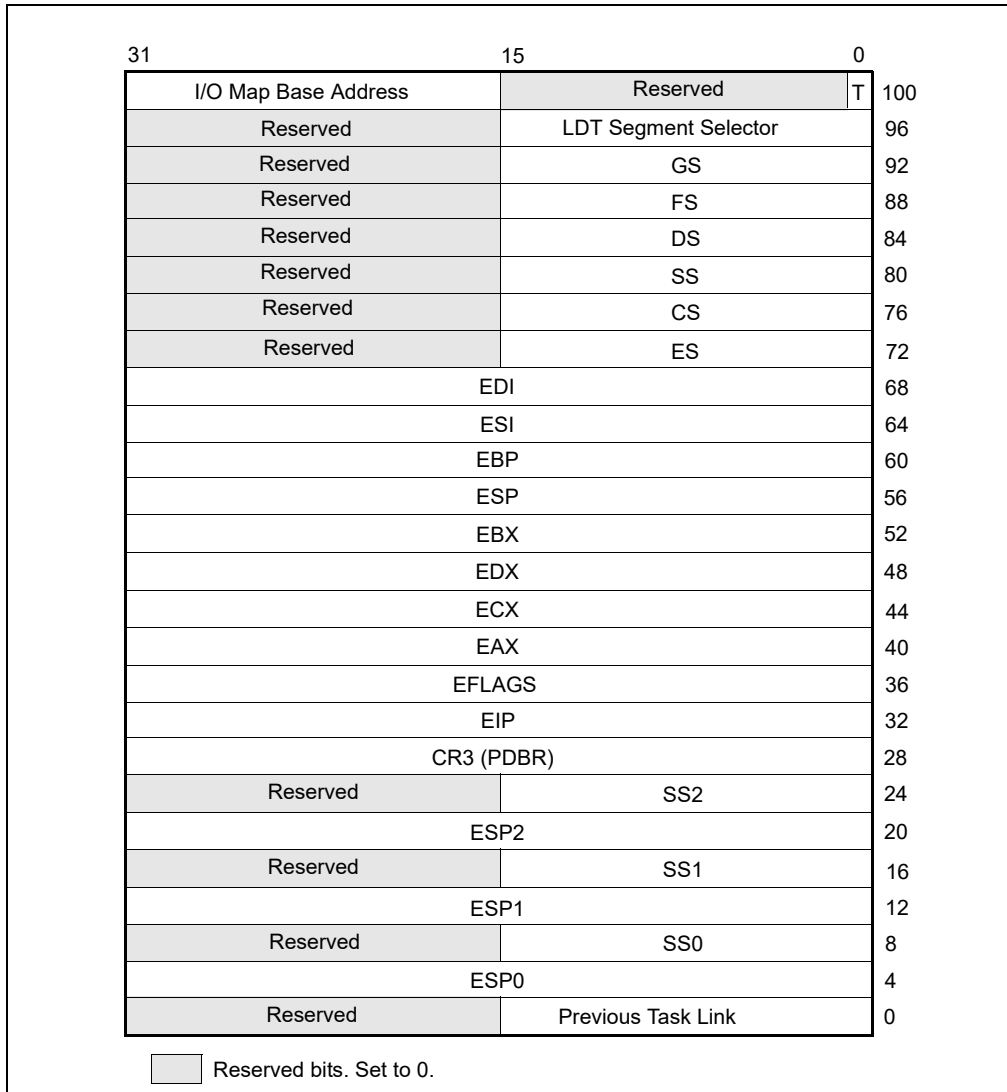 31 15 0
I/O Map Base Address Reserved T 100
Reserved LDT Segment Selector 96
Reserved GS 92
Reserved FS 88
Reserved DS 84
Reserved SS 80
Reserved CS 76
Reserved ES 72
EDI 68
ESI 64
EBP 60
ESP 56
EBX 52
EDX 48
ECX 44
EAX 40
EFLAGS 36
EIP 32
CR3 (PDBR) 28
Reserved SS2 24
ESP2 20
Reserved SS1 16
ESP1 12
Reserved SS0 8
ESP0 4
Reserved Previous Task Link 0
Reserved bits. Set to 0.